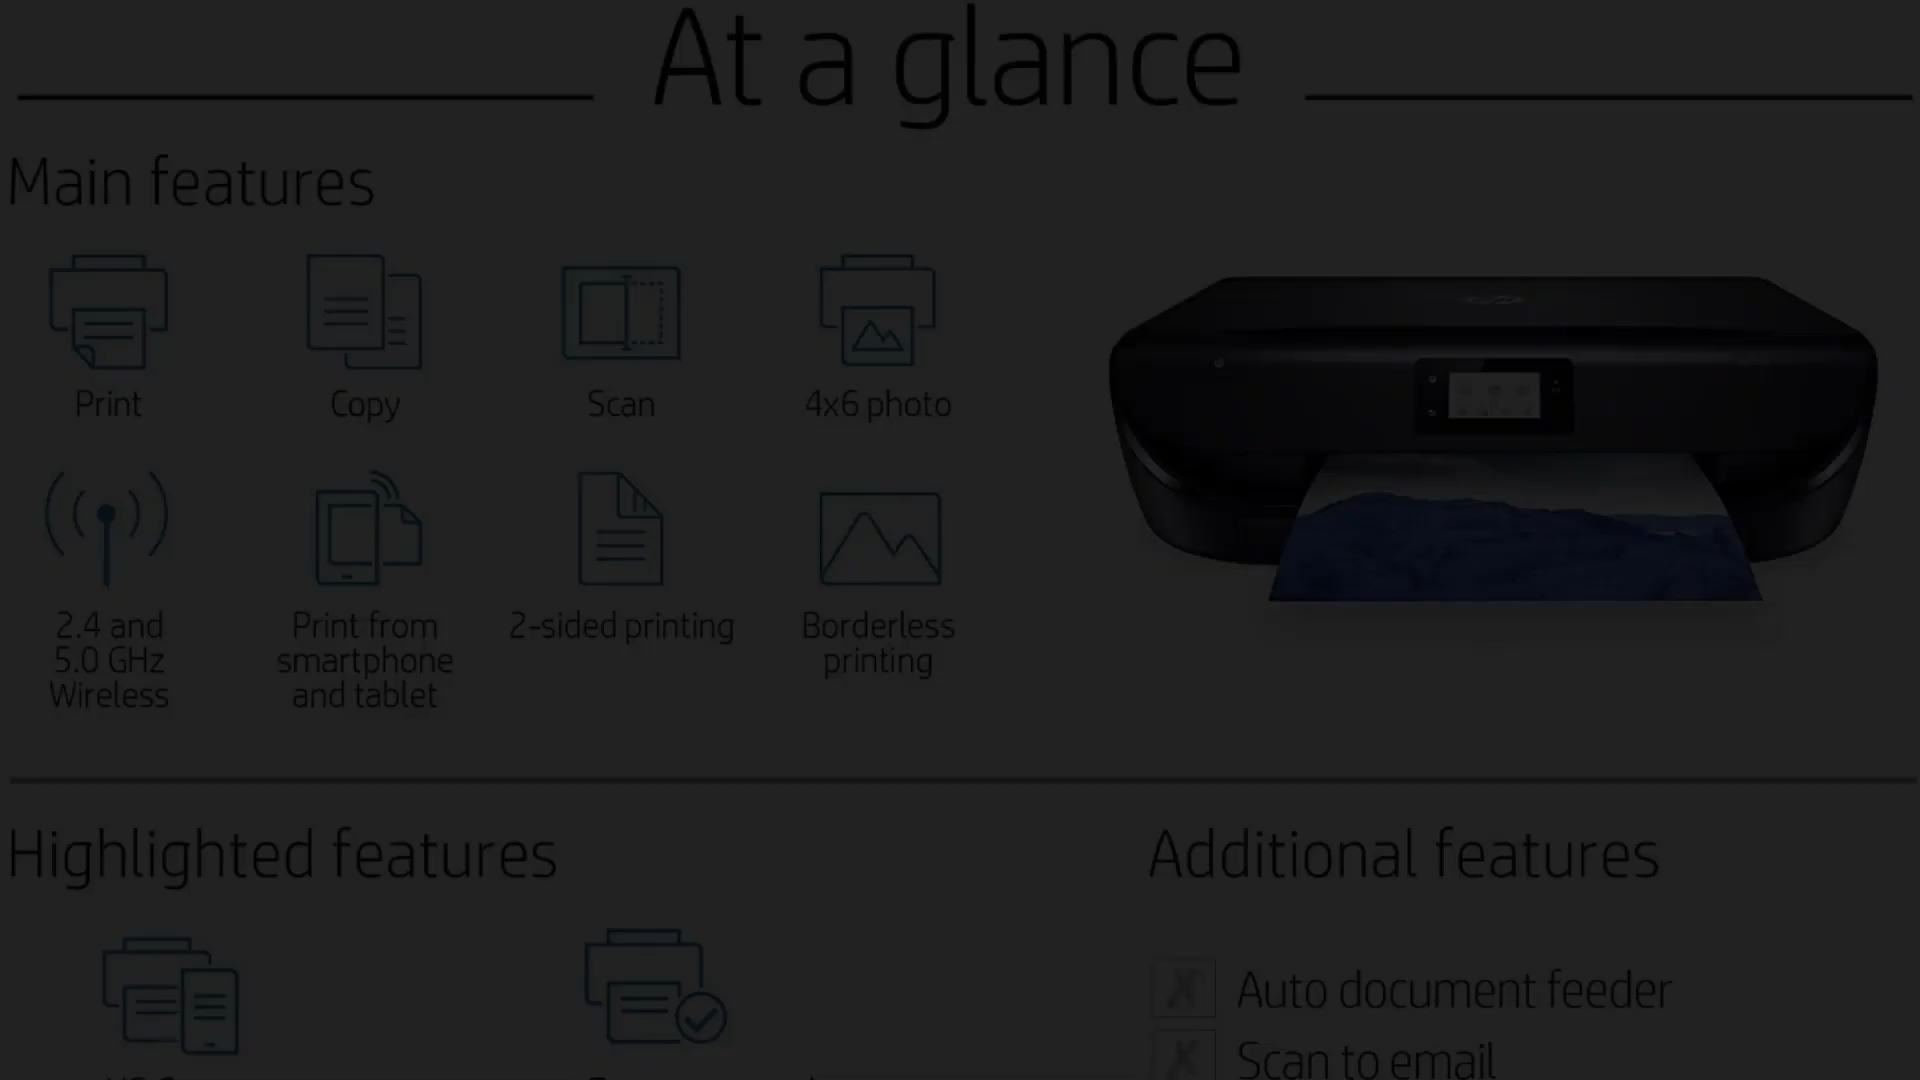 At a glance
Main features
Print
Copy
Scan
4x6 photo
2.4 and
5.0 GHz
Wireless
Print from
smartphone
and tablet
2-sided printing
Borderless
printing
Highlighted features
Additional features
Auto document feeder
Scan to email